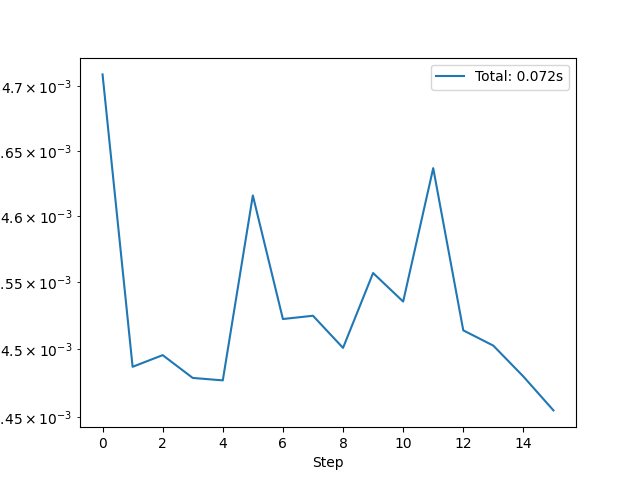 Total: 0.072s
4.7 × 10⁻³
.65 × 10⁻³
4.6 × 10⁻³
.55 × 10⁻³
4.5 × 10⁻³
.45 × 10⁻³
0 2 4 6 8 10 12 14
Step